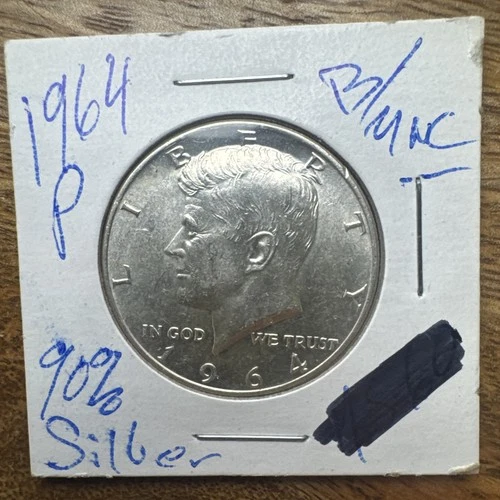 1964
P
B/UNC
LIBERTY
IN GOD WE TRUST
1964
90%
Silber